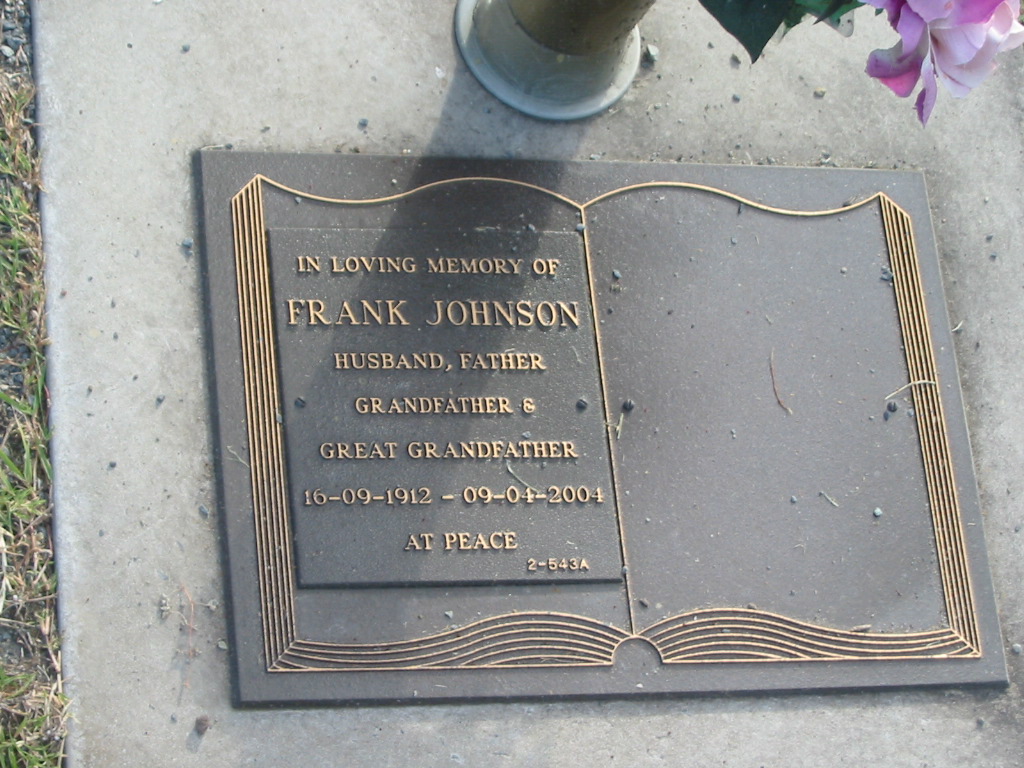 IN LOVING MEMORY OF
FRANK JOHNSON
HUSBAND, FATHER
GRANDFATHER &
GREAT GRANDFATHER
16-09-1912 - 09-04-2004
AT PEACE
2-543A